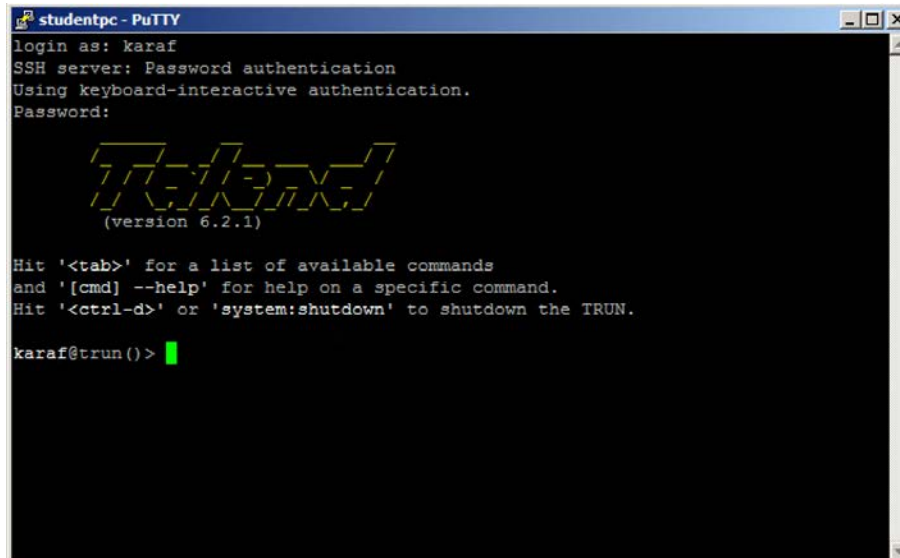 studentpc - PuTTY
login as: karaf
SSH server: Password authentication
Using keyboard-interactive authentication.
Password:
Talend
(version 6.2.1)
Hit '<tab>' for a list of available commands
and '[cmd] --help' for help on a specific command.
Hit '<ctrl-d>' or 'system:shutdown' to shutdown the TRUN.
karaf@trun()>